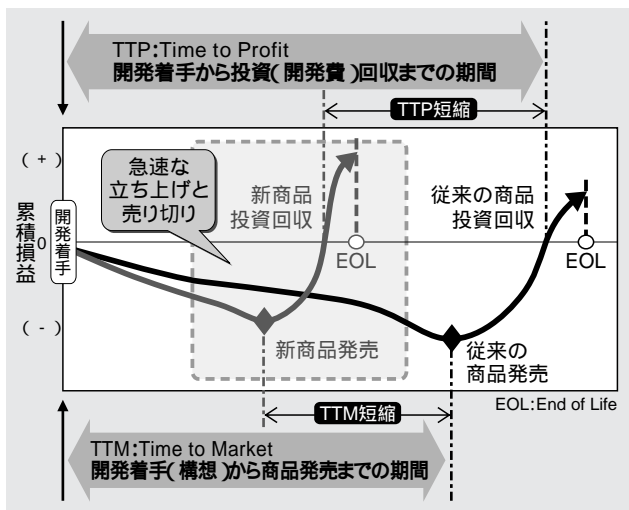 TTP:Time to Profit
開発着手から投資(開発費)回収までの期間
TTP短縮
(+)
急速な
立ち上げと
売り切り
新商品
投資回収
従来の商品
投資回収
累積損益
0
開発着手
EOL
EOL
(-)
新商品発売
従来の
商品発売
EOL:End of Life
TTM短縮
TTM:Time to Market
開発着手(構想)から商品発売までの期間